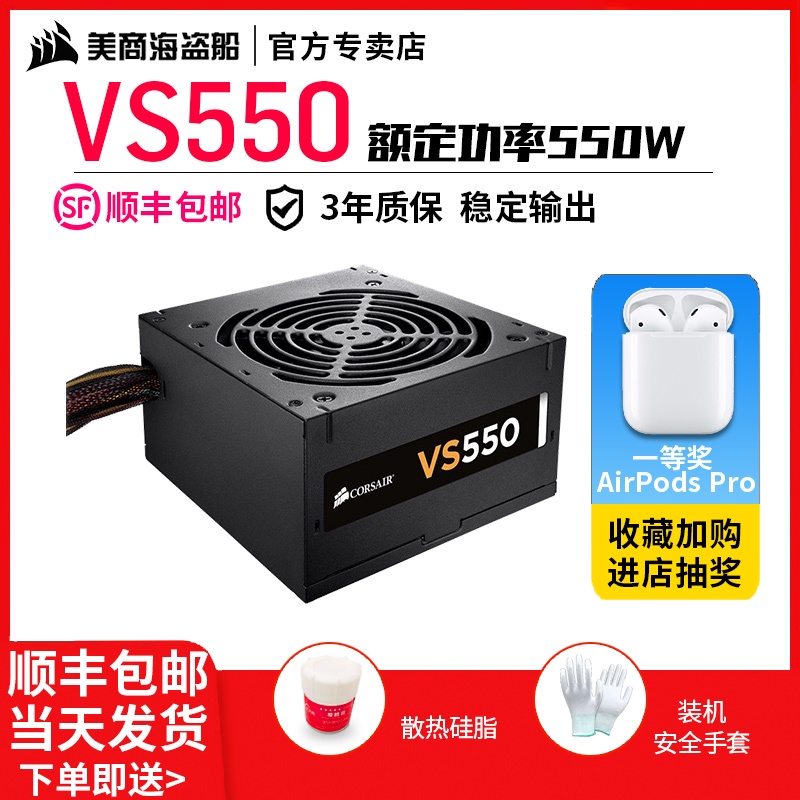 美商海盗船 官方专卖店
VS550 额定功率550W
SF 顺丰包邮 3年质保 稳定输出
VS550
CORSAIR
一等奖
AirPods Pro
收藏加购
进店抽奖
顺丰包邮
当天发货
下单即送>
散热硅脂
装机
安全手套